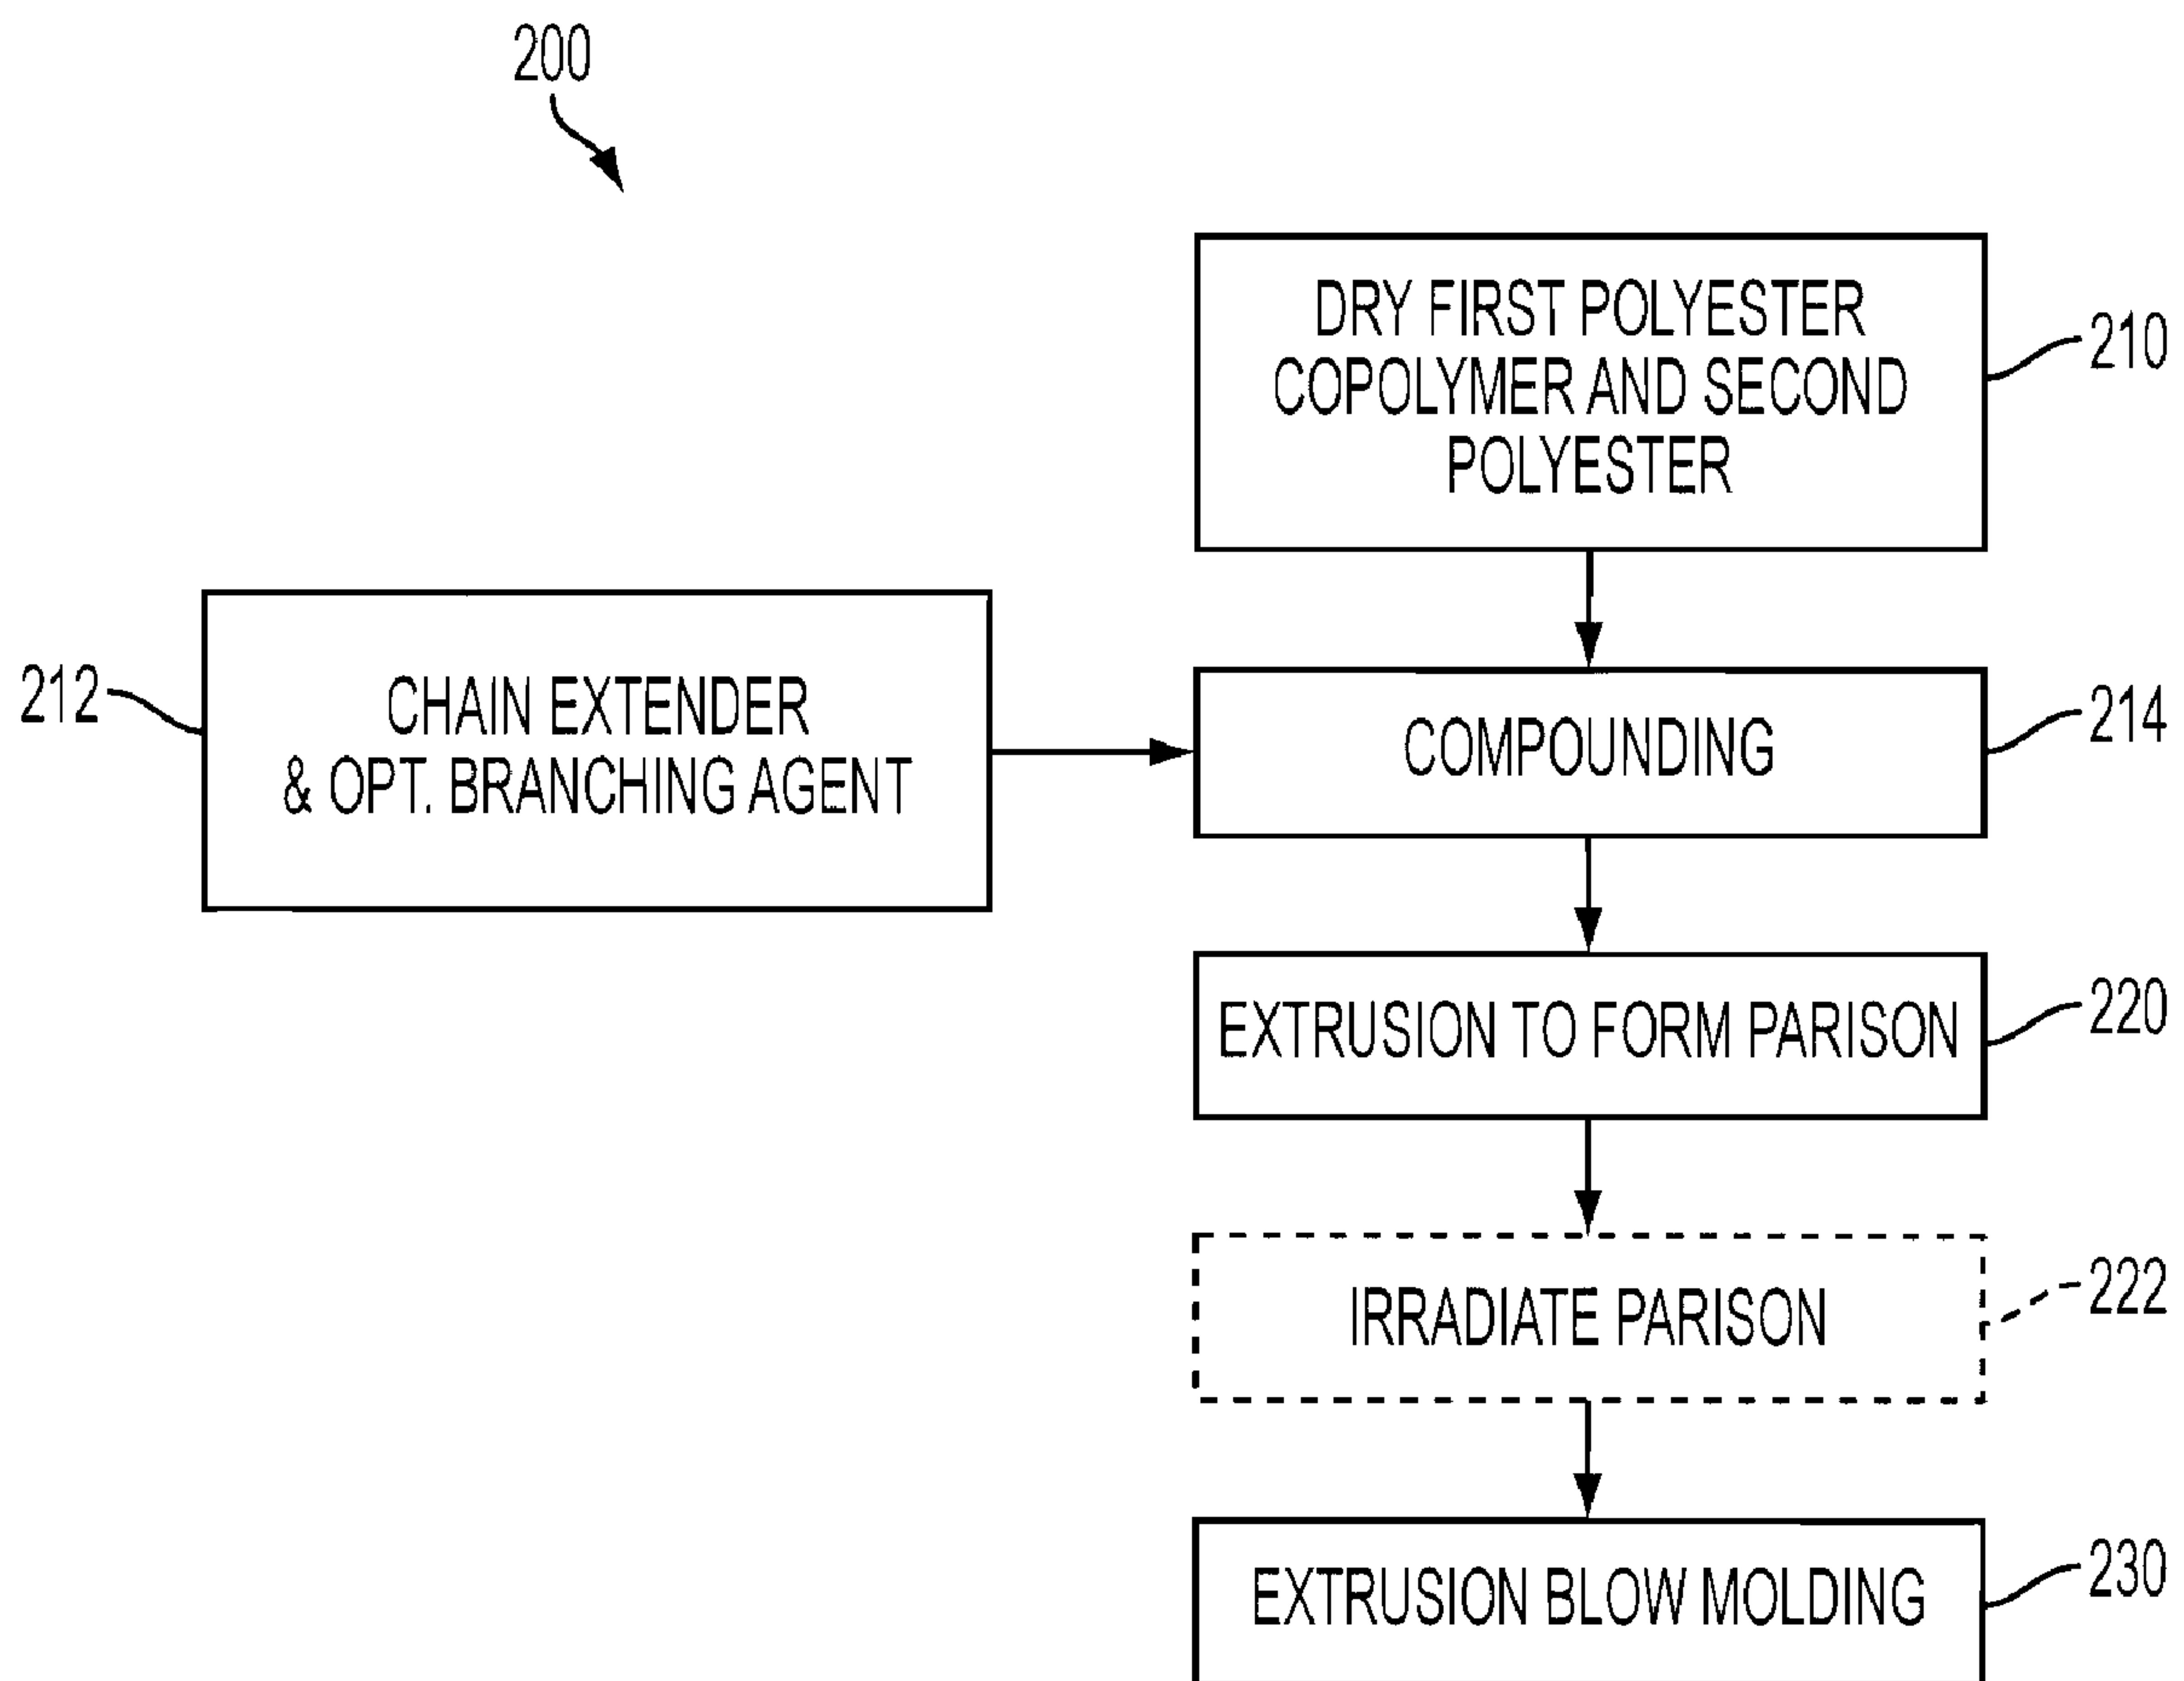 200
DRY FIRST POLYESTER
COPOLYMER AND SECOND
POLYESTER
210
212
CHAIN EXTENDER
& OPT. BRANCHING AGENT
COMPOUNDING
214
EXTRUSION TO FORM PARISON
220
IRRADIATE PARISON
222
EXTRUSION BLOW MOLDING
230